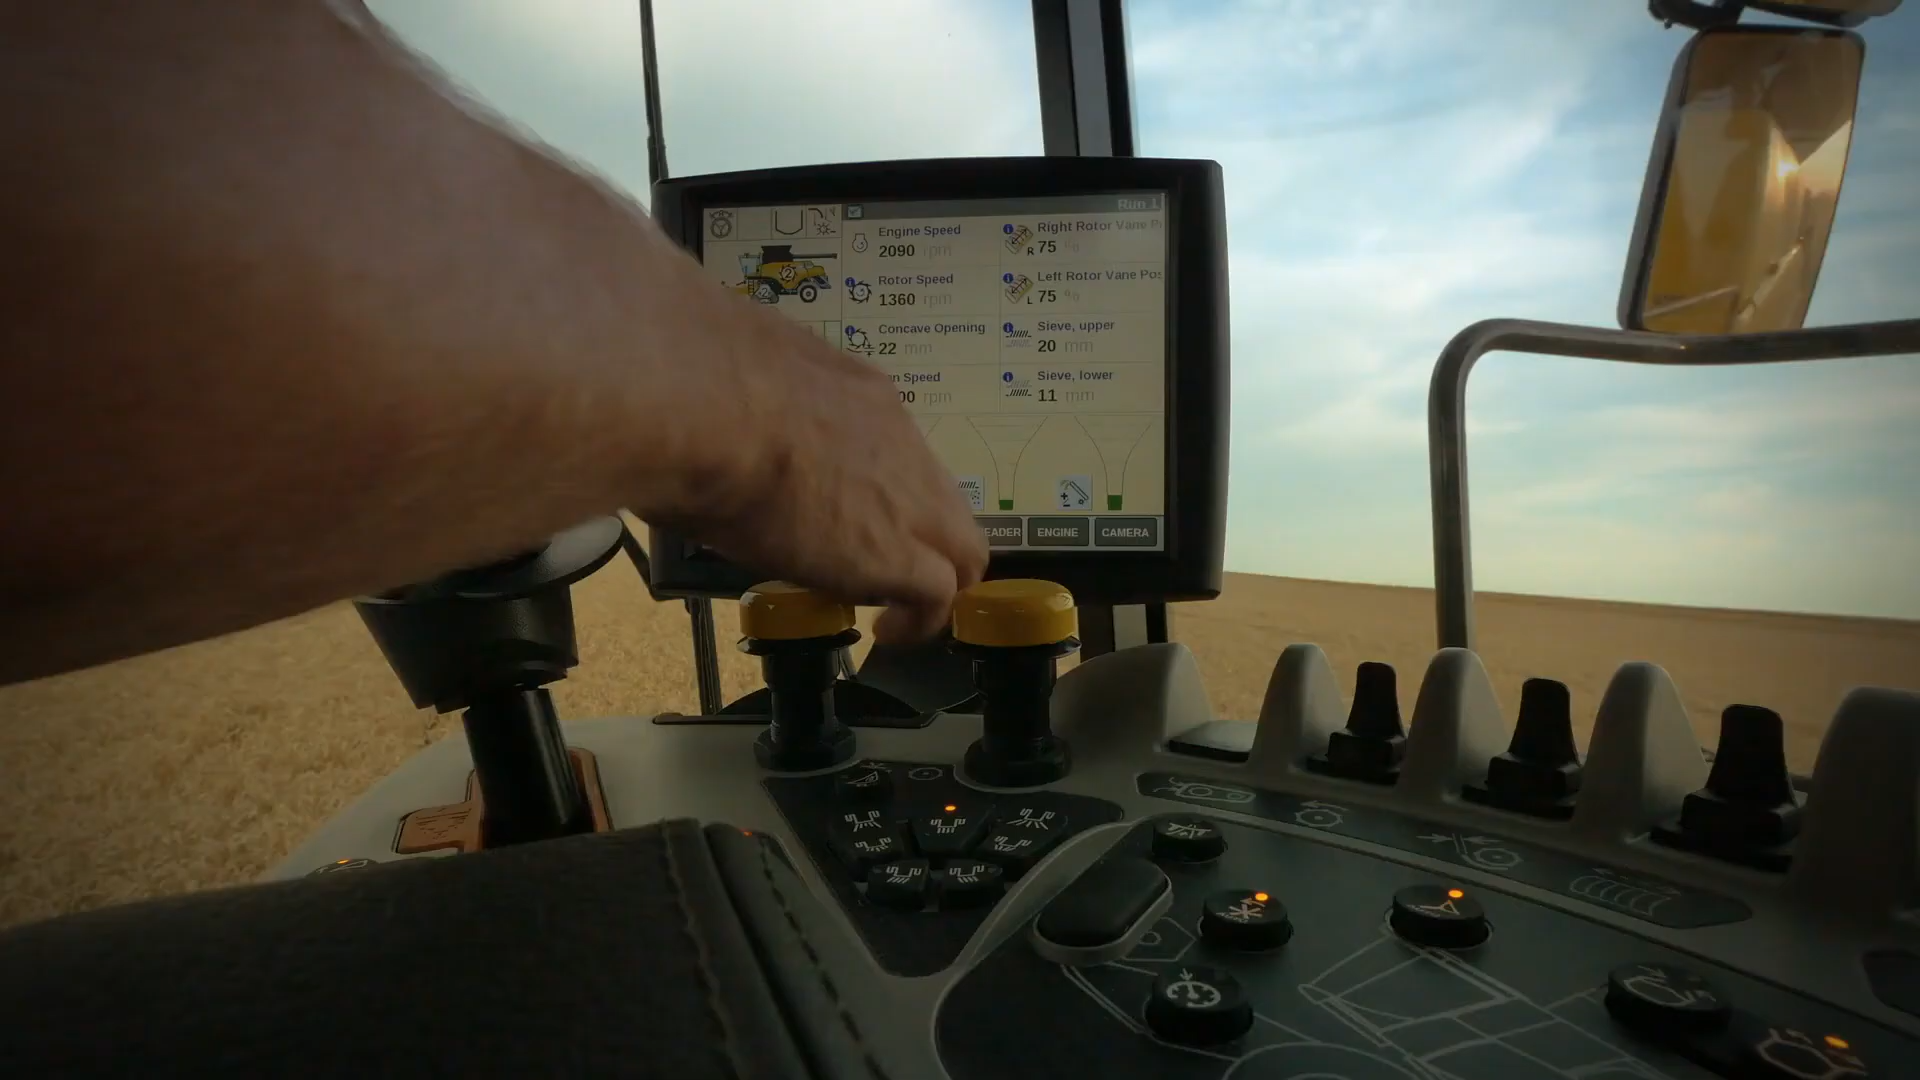 Run 1
Engine Speed
2090 rpm
Right Rotor Vane P
R 75 %
Rotor Speed
1360 rpm
Left Rotor Vane Pos
L 75 %
Concave Opening
22 mm
Sieve, upper
20 mm
n Speed
00 rpm
Sieve, lower
11 mm
EADER
ENGINE
CAMERA